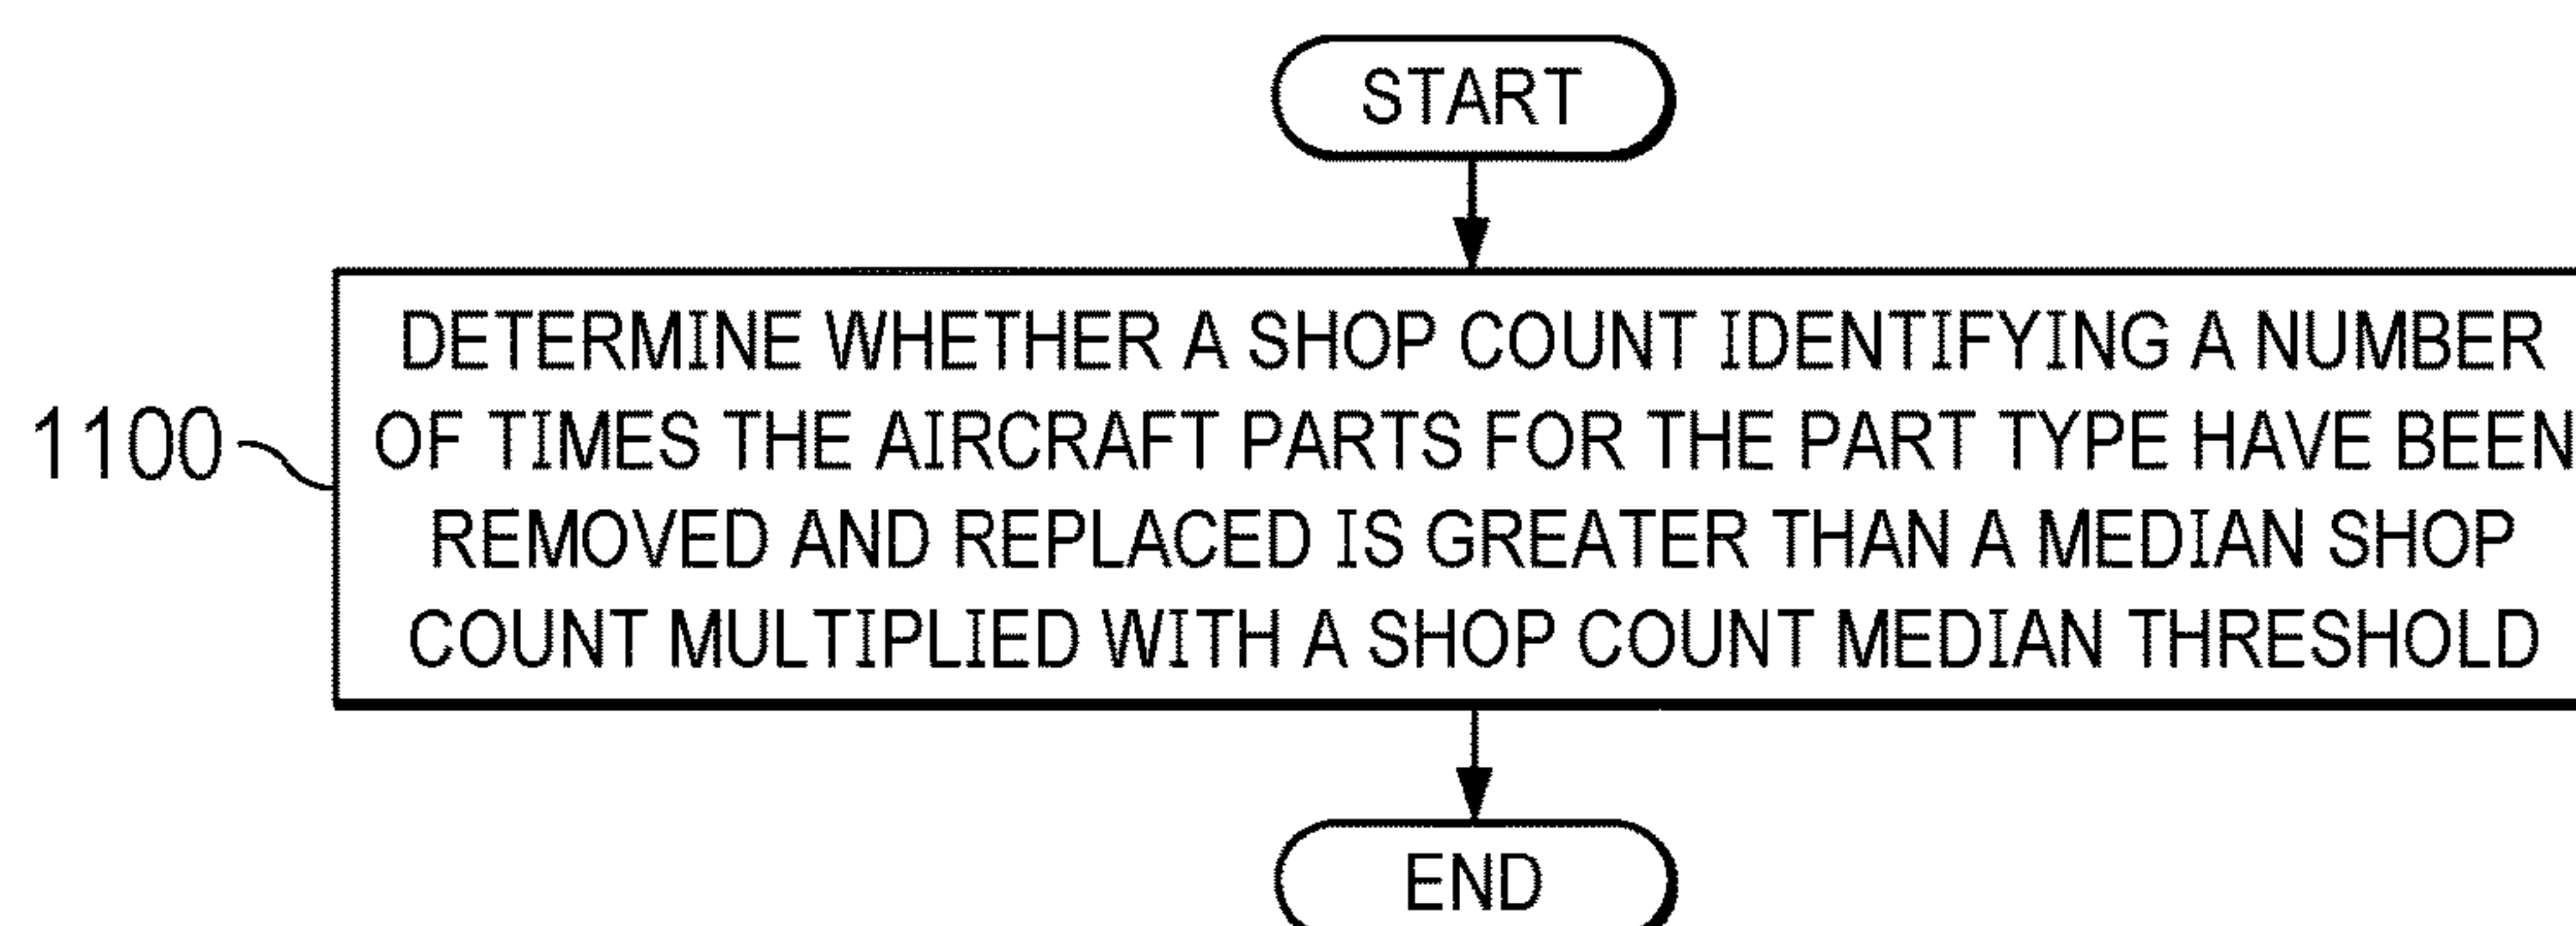 START
DETERMINE WHETHER A SHOP COUNT IDENTIFYING A NUMBER
1100
OF TIMES THE AIRCRAFT PARTS FOR THE PART TYPE HAVE BEEN
REMOVED AND REPLACED IS GREATER THAN A MEDIAN SHOP
COUNT MULTIPLIED WITH A SHOP COUNT MEDIAN THRESHOLD
END